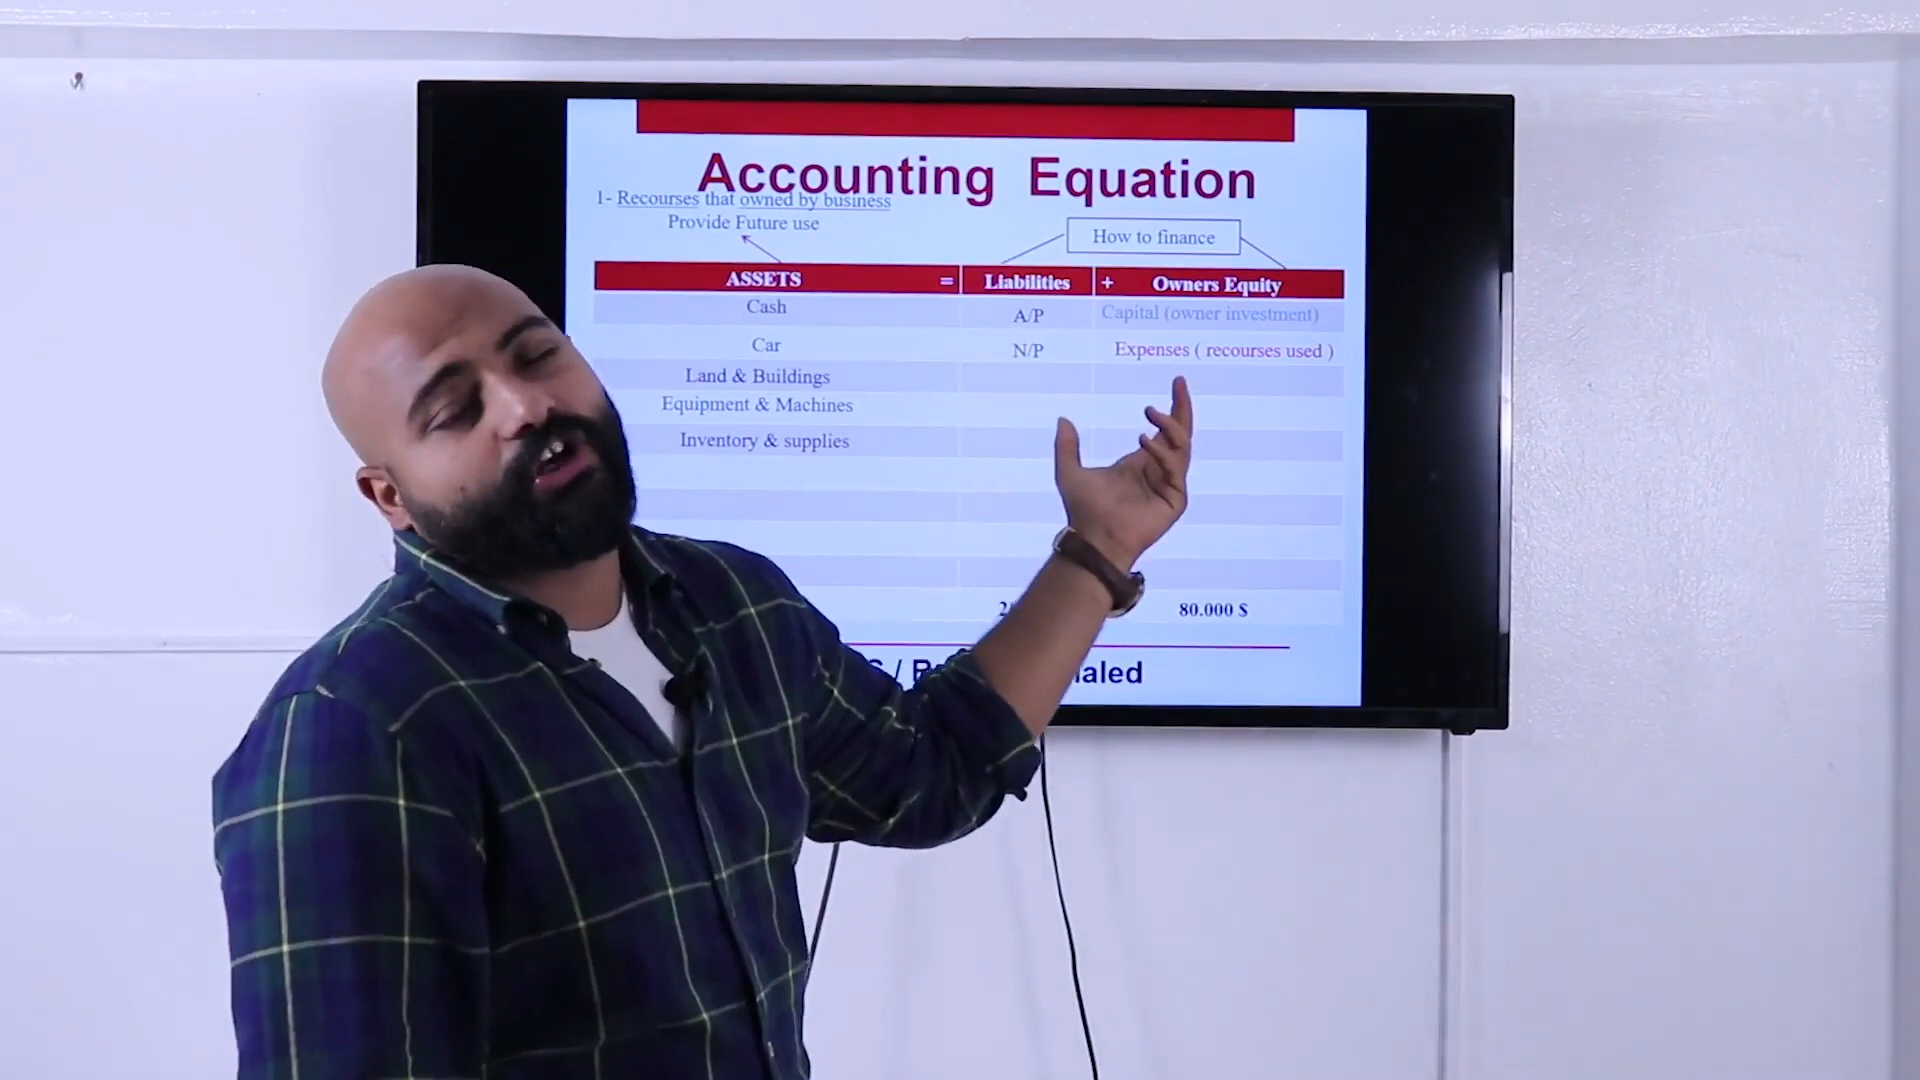 Accounting Equation
1- Recourses that owned by business
Provide Future use
How to finance
ASSETS = Liabilities + Owners Equity
Cash A/P Capital (owner investment)
Car N/P Expenses ( recourses used )
Land & Buildings
Equipment & Machines
Inventory & supplies
80.000 $